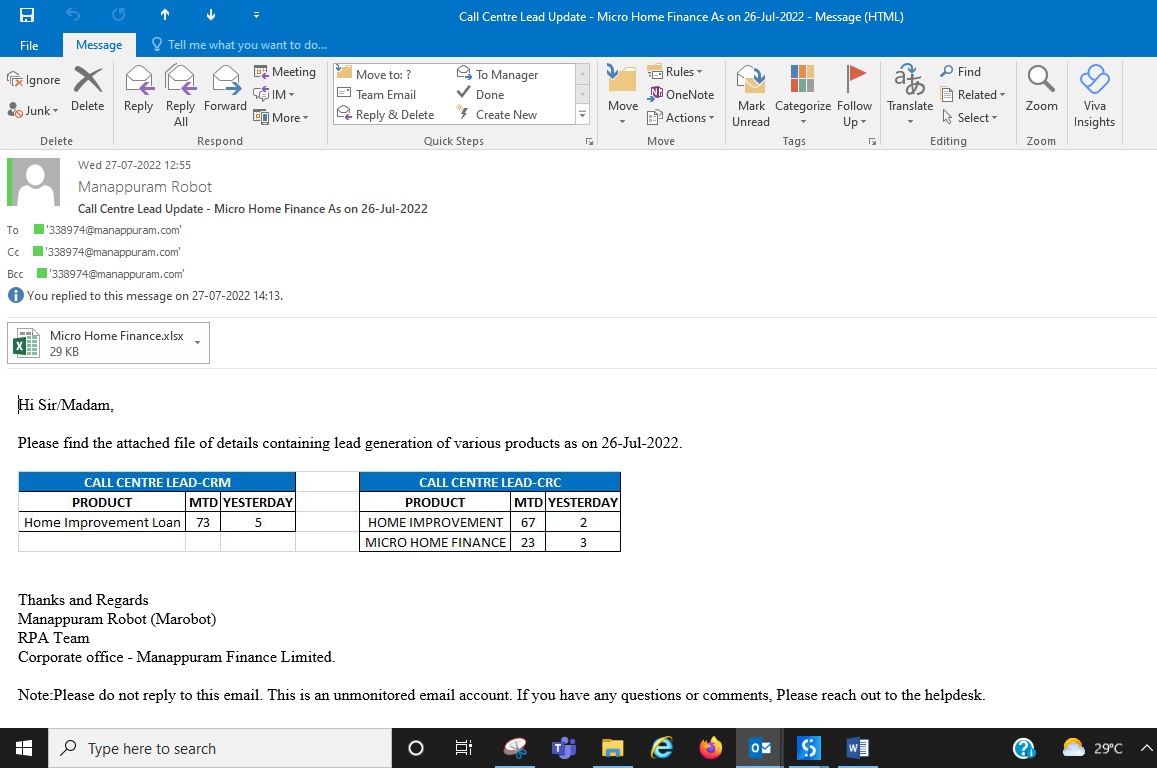 Call Centre Lead Update - Micro Home Finance As on 26-Jul-2022 - Message (HTML)
File Message Tell me what you want to do...
Ignore
Junk
Delete
Reply
Reply All
Forward
Meeting
IM
More
Move to: ?
Team Email
Reply & Delete
To Manager
Done
Create New
Move
Rules
OneNote
Actions
Mark Unread
Categorize
Follow Up
Translate
Find
Related
Select
Zoom
Viva Insights
Delete Respond Quick Steps Move Tags Editing Zoom
Wed 27-07-2022 12:55
Manappuram Robot
Call Centre Lead Update - Micro Home Finance As on 26-Jul-2022
To '338974@manappuram.com'
Cc '338974@manappuram.com'
Bcc '338974@manappuram.com'
You replied to this message on 27-07-2022 14:13.
Micro Home Finance.xlsx
29 KB
Hi Sir/Madam,
Please find the attached file of details containing lead generation of various products as on 26-Jul-2022.
CALL CENTRE LEAD-CRM
PRODUCT MTD YESTERDAY
Home Improvement Loan 73 5
CALL CENTRE LEAD-CRC
PRODUCT MTD YESTERDAY
HOME IMPROVEMENT 67 2
MICRO HOME FINANCE 23 3
Thanks and Regards
Manappuram Robot (Marobot)
RPA Team
Corporate office - Manappuram Finance Limited.
Note:Please do not reply to this email. This is an unmonitored email account. If you have any questions or comments, Please reach out to the helpdesk.
Type here to search
29°C